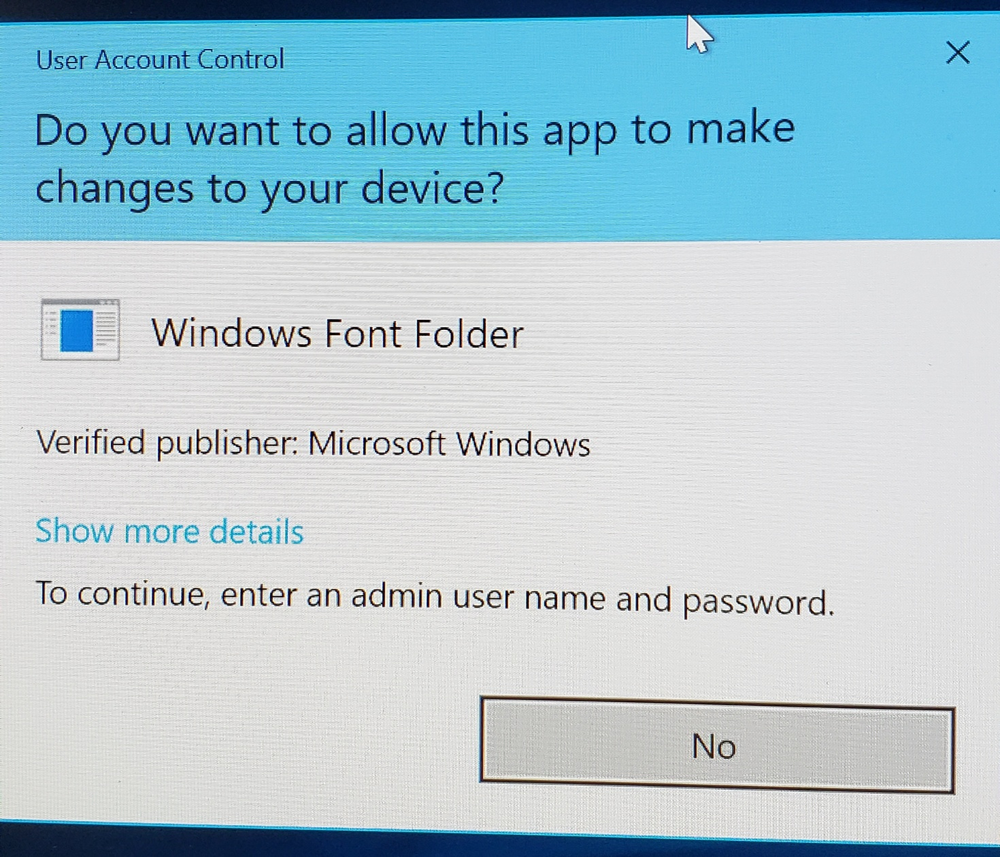 User Account Control
Do you want to allow this app to make
changes to your device?
Windows Font Folder
Verified publisher: Microsoft Windows
Show more details
To continue, enter an admin user name and password.
No